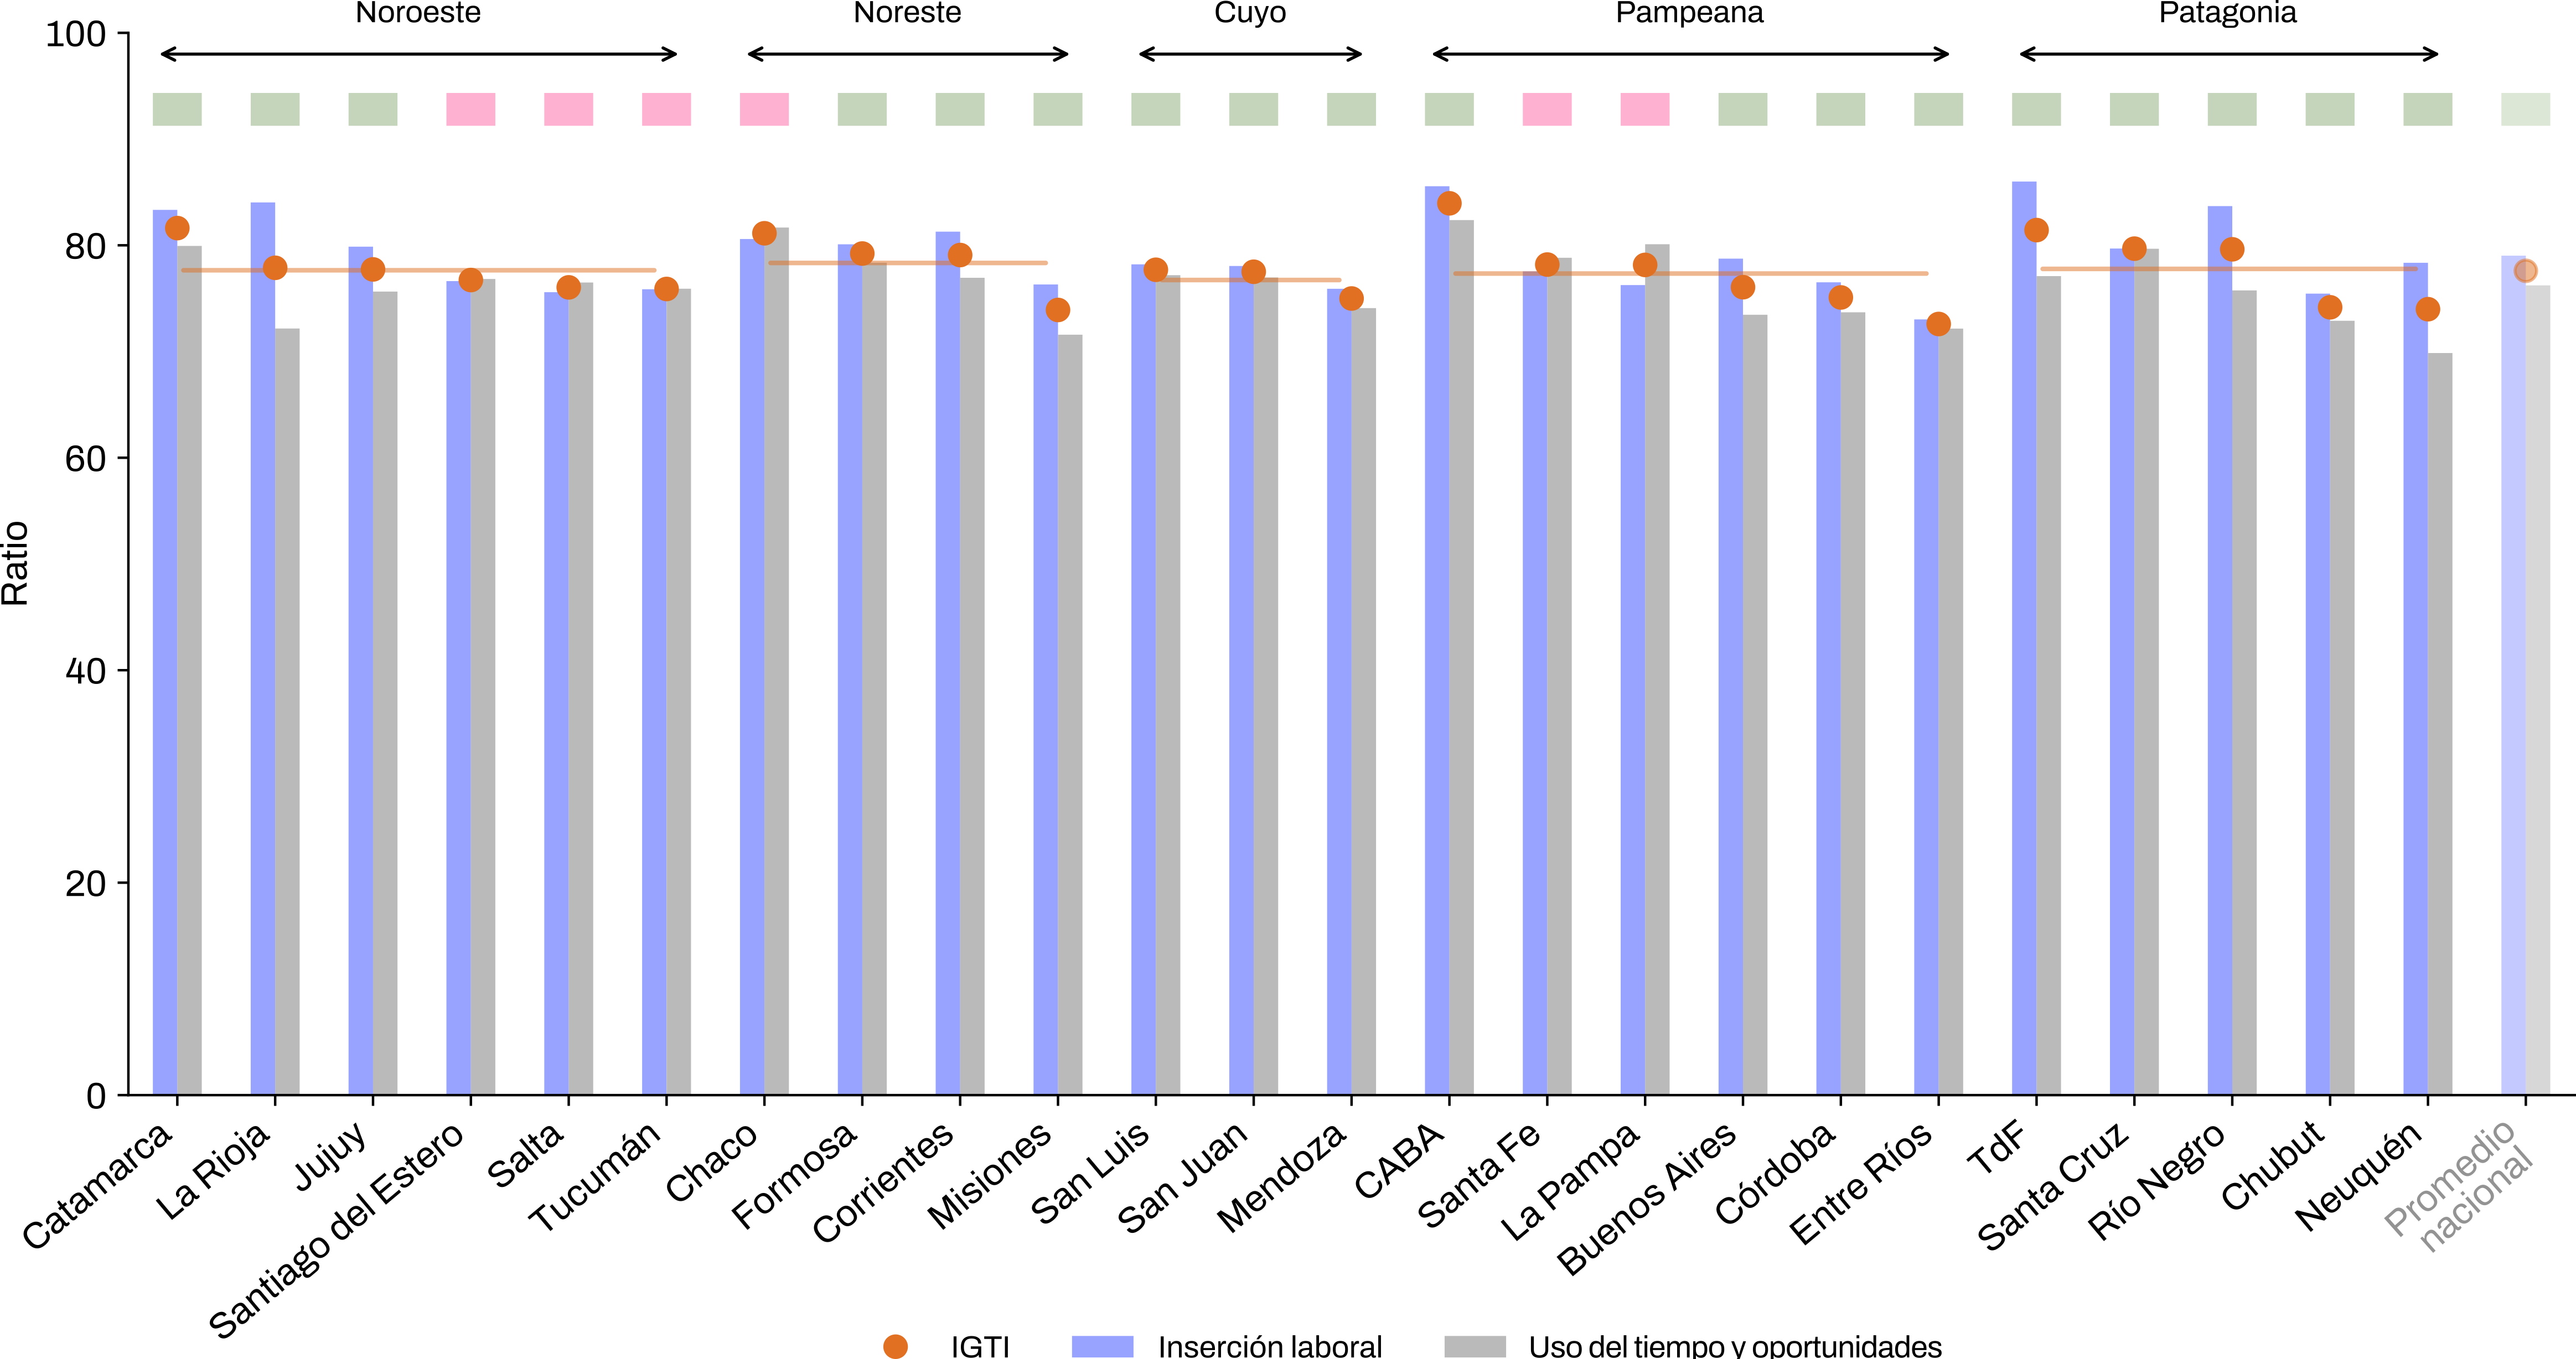 Noroeste
Noreste
Cuyo
Pampeana
Patagonia
100
80
60
40
20
0
Ratio
Catamarca
La Rioja
Jujuy
Santiago del Estero
Salta
Tucumán
Chaco
Formosa
Corrientes
Misiones
San Luis
San Juan
Mendoza
CABA
Santa Fe
La Pampa
Buenos Aires
Córdoba
Entre Ríos
TdF
Santa Cruz
Río Negro
Chubut
Neuquén
Promedio
nacional
IGTI
Inserción laboral
Uso del tiempo y oportunidades